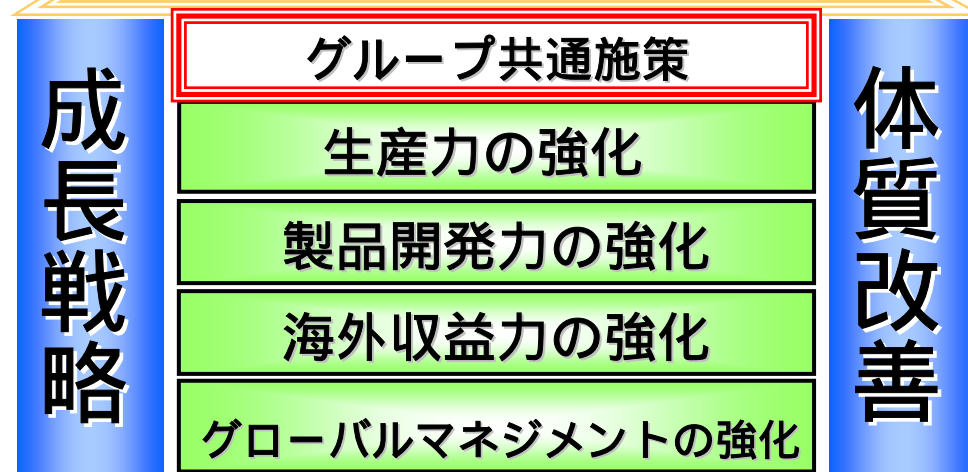 成長戦略
グループ共通施策
生産力の強化
製品開発力の強化
海外収益力の強化
グローバルマネジメントの強化
体質改善